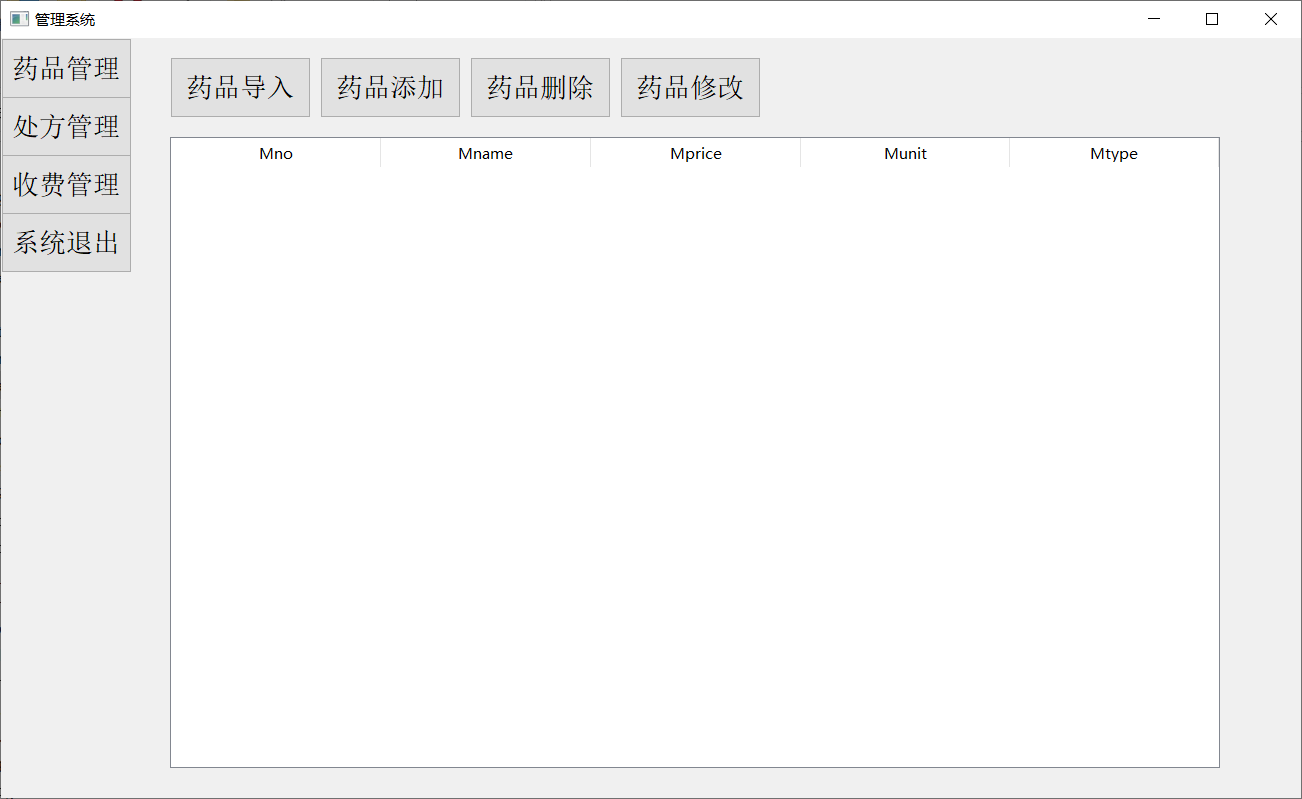 管理系统
药品管理
处方管理
收费管理
系统退出
药品导入 药品添加 药品删除 药品修改
Mno Mname Mprice Munit Mtype